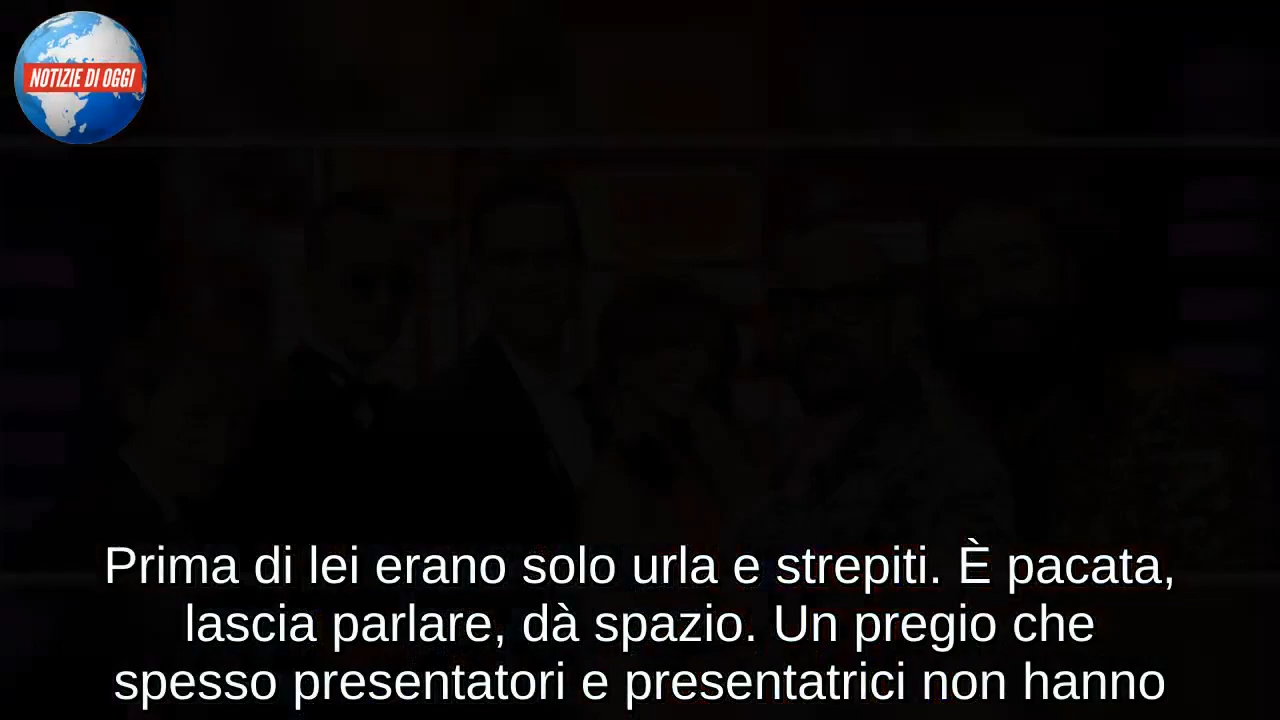 NOTIZIE DI OGGI
Prima di lei erano solo urla e strepiti. È pacata,
lascia parlare, dà spazio. Un pregio che
spesso presentatori e presentatrici non hanno